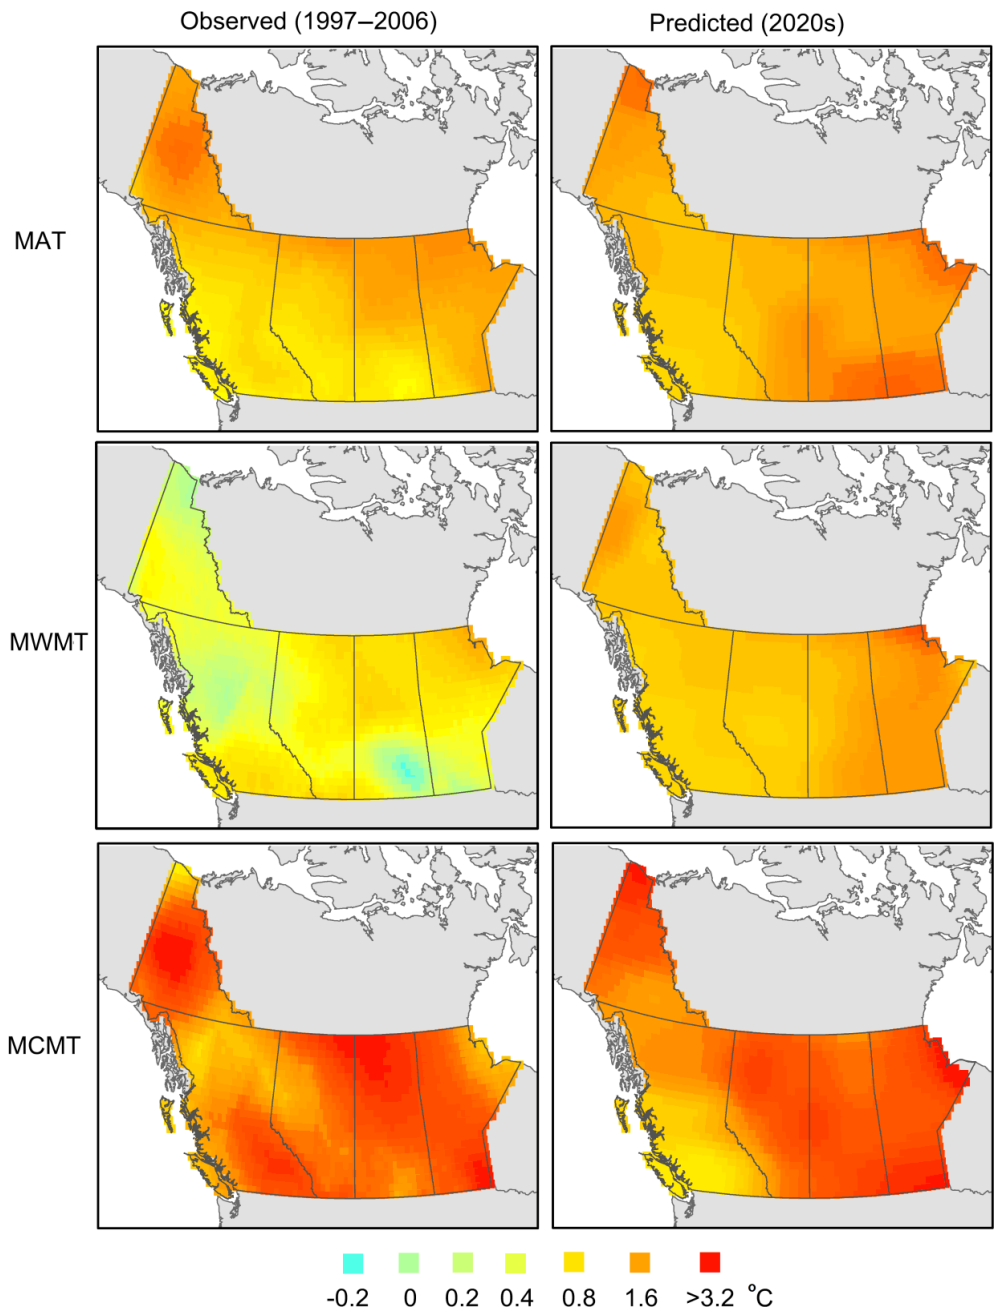 Observed (1997–2006) Predicted (2020s)
MAT
MWMT
MCMT
-0.2 0 0.2 0.4 0.8 1.6 >3.2 °C